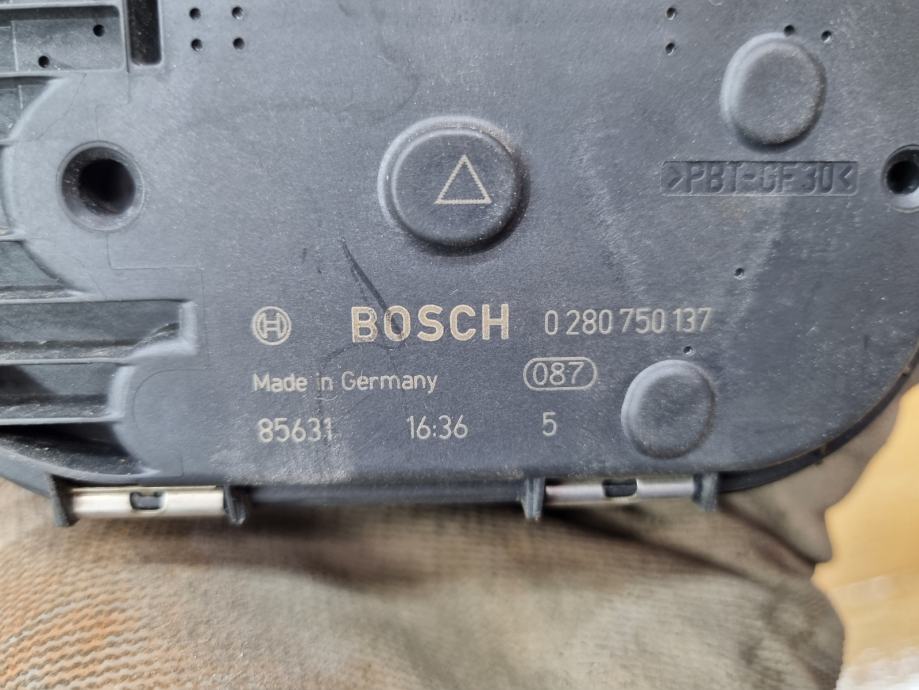 >PBT-GF30<
BOSCH 0 280 750 137
Made in Germany 087
85631 16:36 5